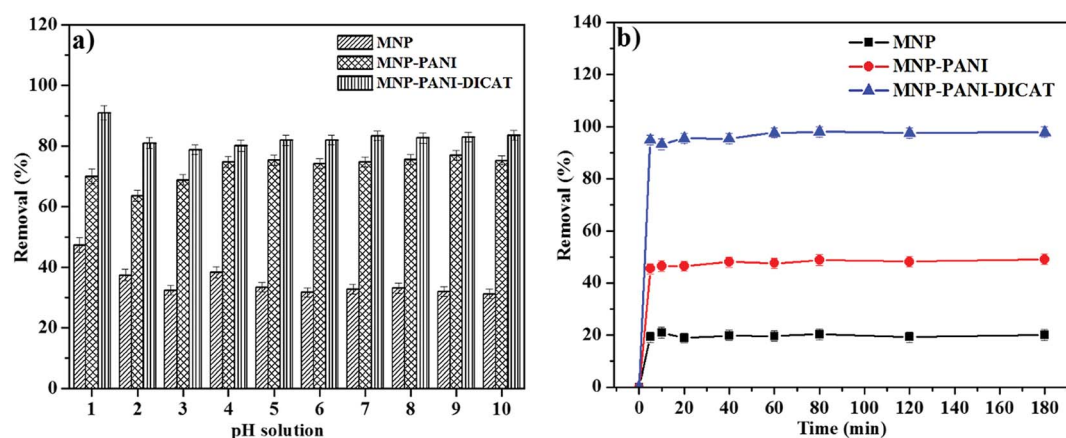 a)
MNP
MNP-PANI
MNP-PANI-DICAT
Removal (%)
120
100
80
60
40
20
0
1 2 3 4 5 6 7 8 9 10
pH solution
b)
MNP
MNP-PANI
MNP-PANI-DICAT
Removal (%)
140
120
100
80
60
40
20
0
0 20 40 60 80 100 120 140 160 180
Time (min)